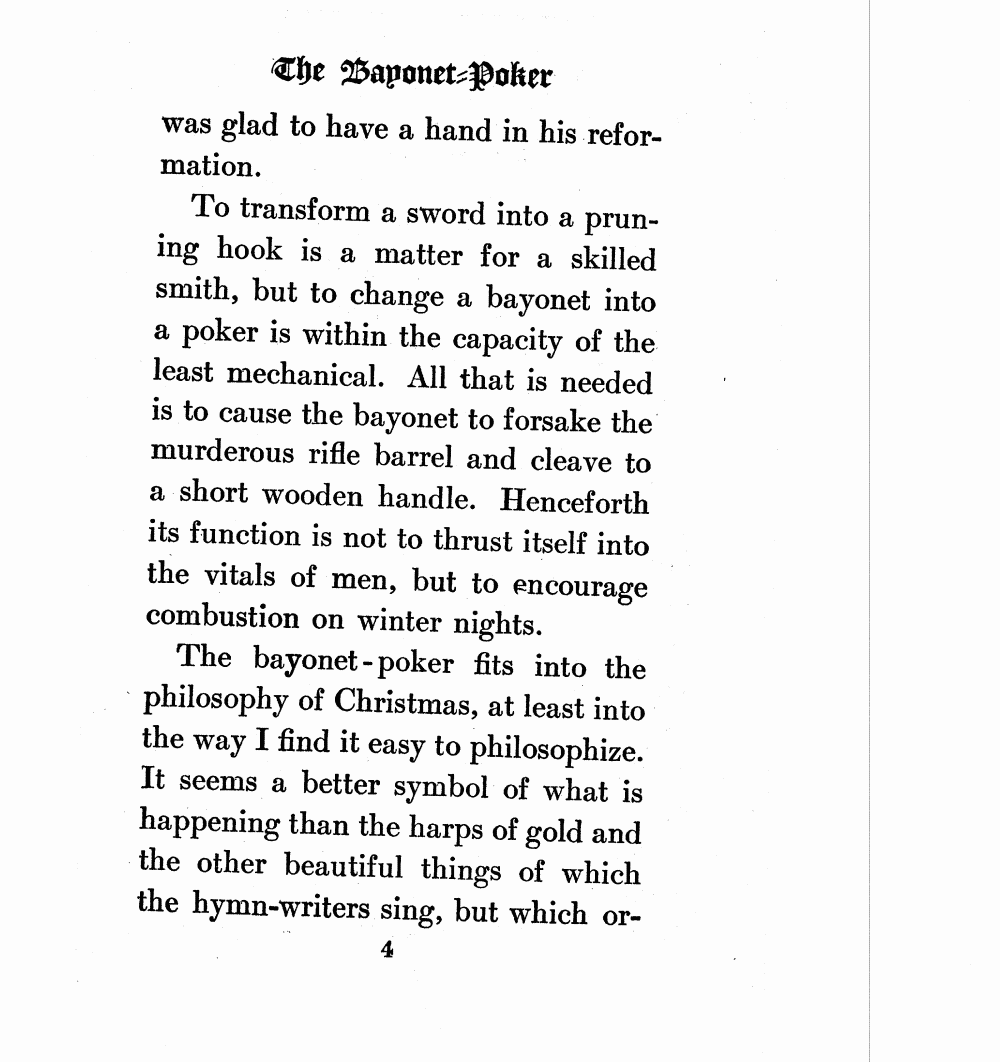 The Bayonet-Poker
was glad to have a hand in his refor-
mation.
To transform a sword into a prun-
ing hook is a matter for a skilled
smith, but to change a bayonet into
a poker is within the capacity of the
least mechanical. All that is needed
is to cause the bayonet to forsake the
murderous rifle barrel and cleave to
a short wooden handle. Henceforth
its function is not to thrust itself into
the vitals of men, but to encourage
combustion on winter nights.
The bayonet-poker fits into the
philosophy of Christmas, at least into
the way I find it easy to philosophize.
It seems a better symbol of what is
happening than the harps of gold and
the other beautiful things of which
the hymn-writers sing, but which or-
4